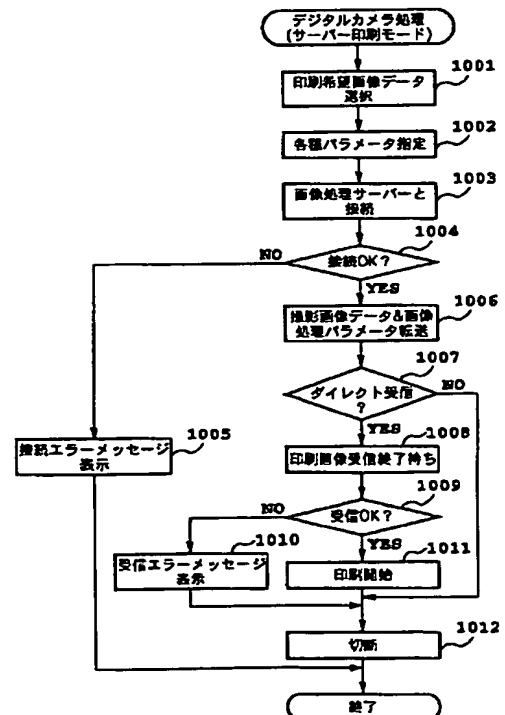 デジタルカメラ処理
(サーバー印刷モード)
1001
印刷希望画像データ
選択
1002
各種パラメータ指定
1003
画像処理サーバーと
接続
1004
接続OK?
NO
YES
1006
撮影画像データ&画像
処理パラメータ転送
1007
ダイレクト受信
?
NO
YES
1005
接続エラーメッセージ
表示
1008
印刷画像受信終了待ち
1009
受信OK?
NO
YES
1010
受信エラーメッセージ
表示
1011
印刷開始
1012
切断
終了